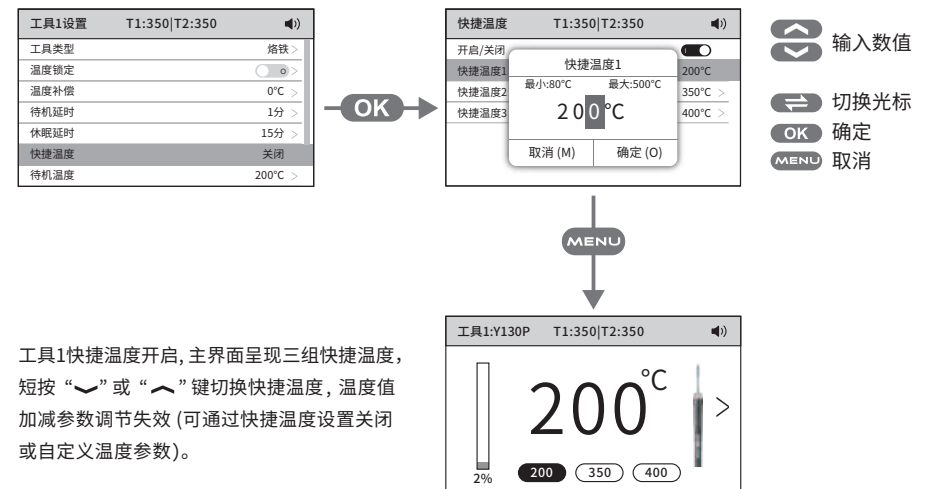 工具1设置 T1:350|T2:350
工具类型 烙铁 >
温度锁定 >
温度补偿 0℃ >
待机延时 1分 >
休眠延时 15分 >
快捷温度 关闭
待机温度 200℃ >
OK
快捷温度 T1:350|T2:350
开启/关闭
快捷温度1 200℃
快捷温度2 350℃ >
快捷温度3 400℃ >
快捷温度1
最小:80℃ 最大:500℃
200℃
取消 (M) 确定 (O)
输入数值
切换光标
OK 确定
MENU 取消
MENU
工具1快捷温度开启, 主界面呈现三组快捷温度,
短按“﹀”或“︿”键切换快捷温度, 温度值
加减参数调节失效 (可通过快捷温度设置关闭
或自定义温度参数)。
工具1:Y130P T1:350|T2:350
200℃ >
2% 200 350 400